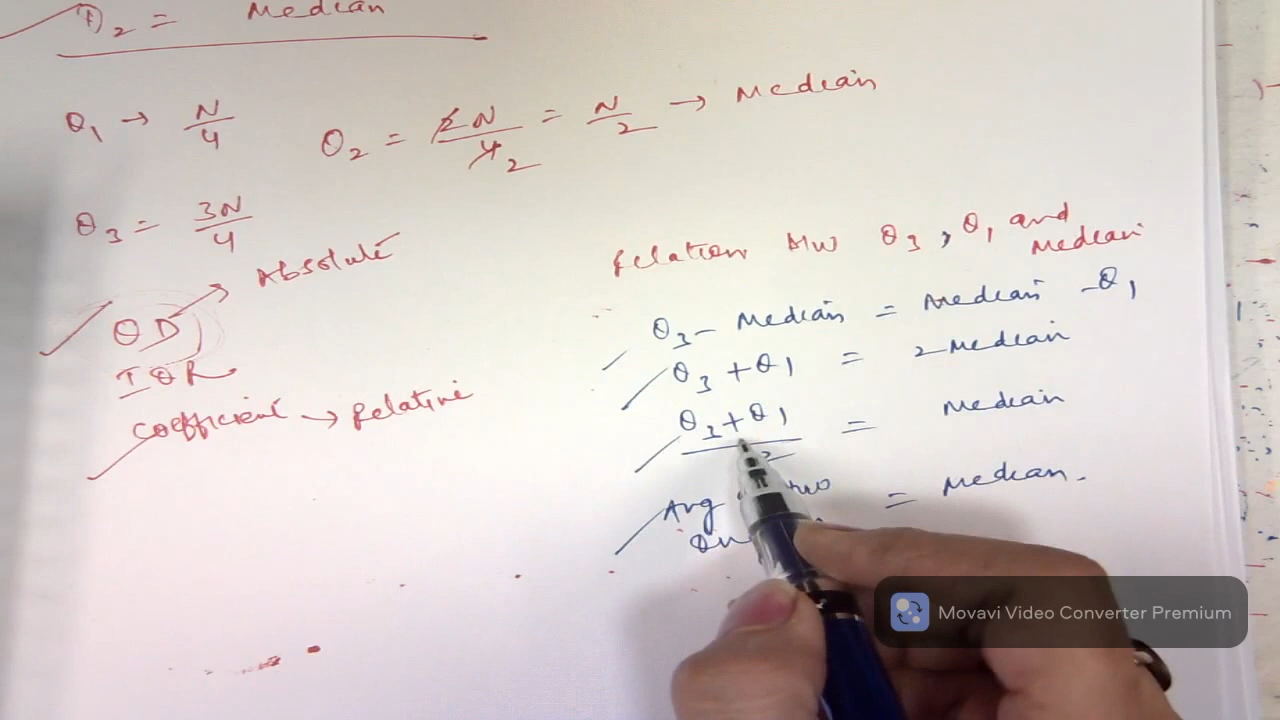 Q₂ = Median
Q₁ → N/4
Q₂ = 2N/4 2 = N/2 → Median
Q₃ = 3N/4
Absolute
QD
IQR
coefficient → Relative
Relation b/w Q₃, Q₁ and Median
Q₃ - Median = Median - Q₁
Q₃ + Q₁ = 2 Median
Q₃ + Q₁ / 2 = Median
Avg = Median.
Movavi Video Converter Premium